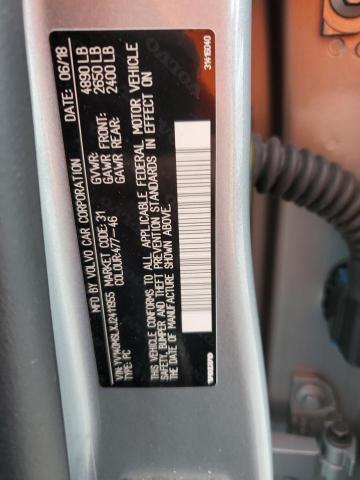 MFD BY VOLVO CAR CORPORATION 06/18
GVWR: 4890 LB
GAWR FRONT: 2650 LB
GAWR REAR: 2400 LB
MARKET CODE: 31
COLOUR: 477-46
TYPE: PC
THIS VEHICLE CONFORMS TO ALL APPLICABLE FEDERAL MOTOR VEHICLE
SAFETY, BUMPER AND THEFT PREVENTION STANDARDS IN EFFECT ON
THE DATE OF MANUFACTURE SHOWN ABOVE.
VOLVO
31416040